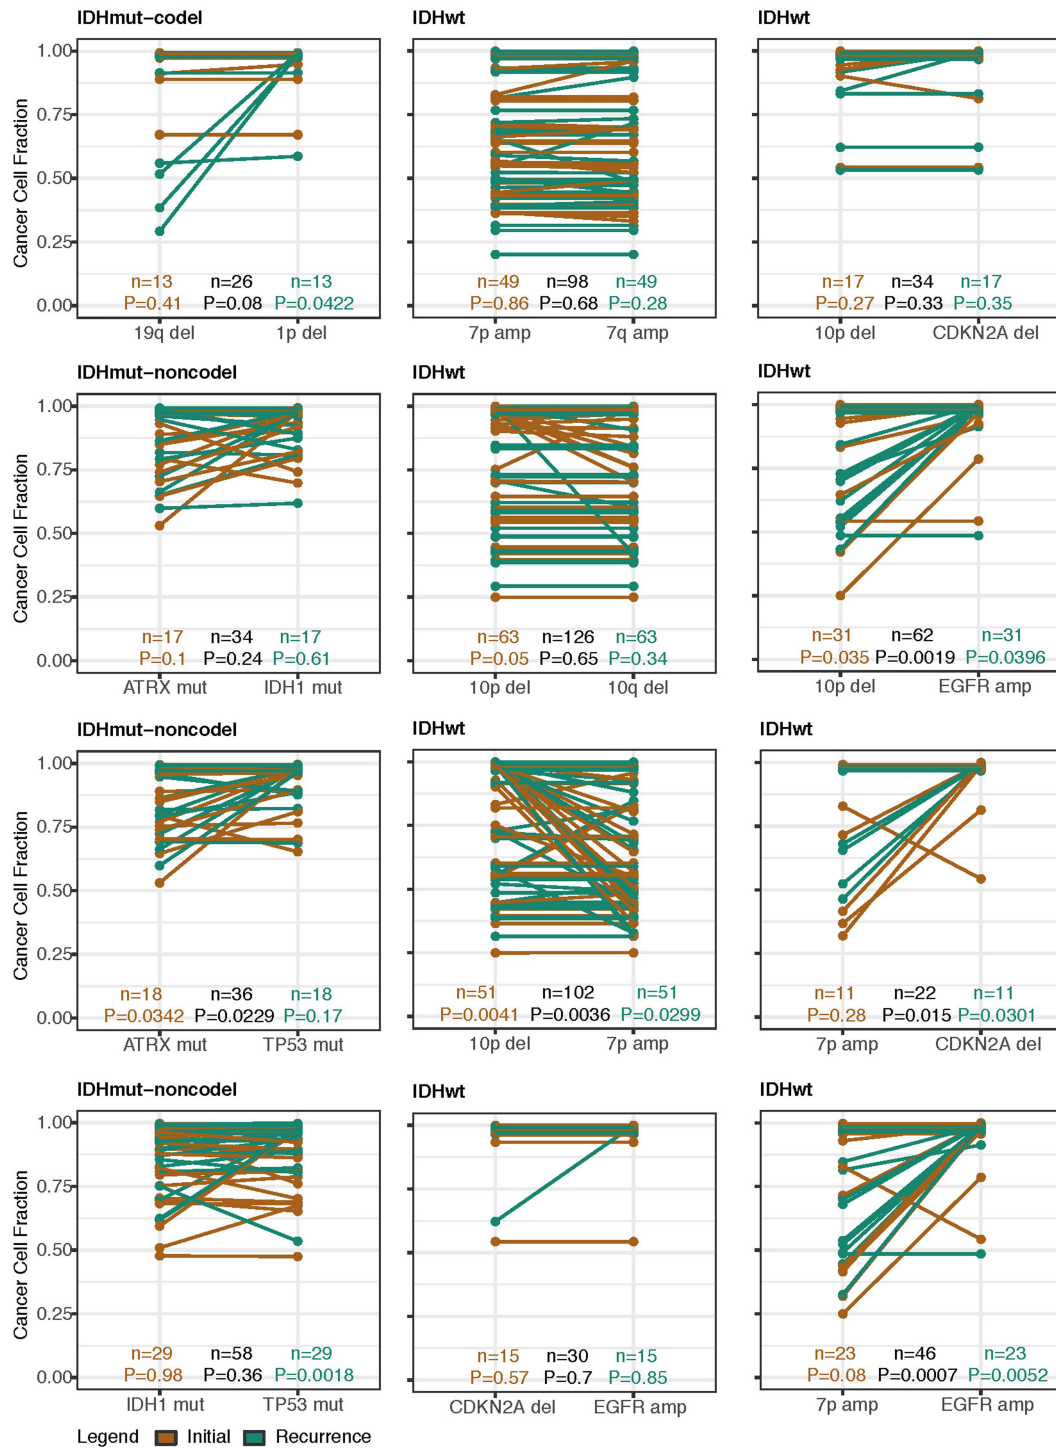 IDHmut−codel
IDHwt
IDHwt
Cancer Cell Fraction
1.00
0.75
0.50
0.25
0.00
n=13 n=26 n=13
P=0.41 P=0.08 P=0.0422
19q del 1p del
n=49 n=98 n=49
P=0.86 P=0.68 P=0.28
7p amp 7q amp
n=17 n=34 n=17
P=0.27 P=0.33 P=0.35
10p del CDKN2A del
IDHmut−noncodel
IDHwt
IDHwt
Cancer Cell Fraction
1.00
0.75
0.50
0.25
0.00
n=17 n=34 n=17
P=0.1 P=0.24 P=0.61
ATRX mut IDH1 mut
n=63 n=126 n=63
P=0.05 P=0.65 P=0.34
10p del 10q del
n=31 n=62 n=31
P=0.035 P=0.0019 P=0.0396
10p del EGFR amp
IDHmut−noncodel
IDHwt
IDHwt
Cancer Cell Fraction
1.00
0.75
0.50
0.25
0.00
n=18 n=36 n=18
P=0.0342 P=0.0229 P=0.17
ATRX mut TP53 mut
n=51 n=102 n=51
P=0.0041 P=0.0036 P=0.0299
10p del 7p amp
n=11 n=22 n=11
P=0.28 P=0.015 P=0.0301
7p amp CDKN2A del
IDHmut−noncodel
IDHwt
IDHwt
Cancer Cell Fraction
1.00
0.75
0.50
0.25
0.00
n=29 n=58 n=29
P=0.98 P=0.36 P=0.0018
IDH1 mut TP53 mut
n=15 n=30 n=15
P=0.57 P=0.7 P=0.85
CDKN2A del EGFR amp
n=23 n=46 n=23
P=0.08 P=0.0007 P=0.0052
7p amp EGFR amp
Legend Initial Recurrence